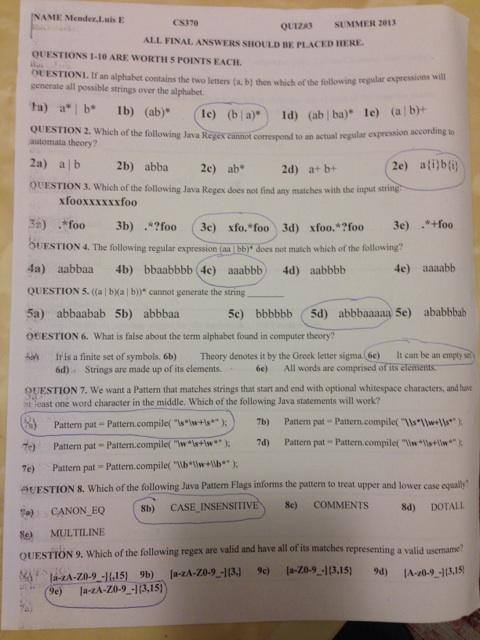 NAME Mendez,Luis E CS370 QUIZ#3 SUMMER 2013
ALL FINAL ANSWERS SHOULD BE PLACED HERE.
QUESTIONS 1-10 ARE WORTH 5 POINTS EACH.
QUESTION1. If an alphabet contains the two letters {a, b} then which of the following regular expressions will
generate all possible strings over the alphabet.
1a) a* | b* 1b) (ab)* 1c) (b | a)* 1d) (ab | ba)* 1e) (a | b)+
QUESTION 2. Which of the following Java Regex cannot correspond to an actual regular expression according to
automata theory?
2a) a | b 2b) abba 2c) ab* 2d) a+ b+ 2e) a{i}b{i}
QUESTION 3. Which of the following Java Regex does not find any matches with the input string:
xfooxxxxxxfoo
3a) .*foo 3b) .*?foo 3c) xfo.*foo 3d) xfoo.*?foo 3e) .*+foo
QUESTION 4. The following regular expression (aa | bb)* does not match which of the following?
4a) aabbaa 4b) bbaabbbb 4c) aaabbb 4d) aabbbb 4e) aaaabb
QUESTION 5. ((a | b)(a | b))* cannot generate the string ______
5a) abbaabab 5b) abbbaa 5c) bbbbbb 5d) abbbaaaaa 5e) ababbbab
QUESTION 6. What is false about the term alphabet found in computer theory?
It is a finite set of symbols. 6b) Theory denotes it by the Greek letter sigma. 6c) It can be an empty set
6d) Strings are made up of its elements. 6e) All words are comprised of its elements.
QUESTION 7. We want a Pattern that matches strings that start and end with optional whitespace characters, and have
at least one word character in the middle. Which of the following Java statements will work?
Pattern pat = Pattern.compile( "\s*\w+\s*" ); 7b) Pattern pat = Pattern.compile( "\\s*\\w+\\s*" );
7c) Pattern pat = Pattern.compile( "\w*\s+\w*" ); 7d) Pattern pat = Pattern.compile( "\\w*\\s+\\w*" );
7e) Pattern pat = Pattern.compile( "\\b*\\w+\\b*" );
QUESTION 8. Which of the following Java Pattern Flags informs the pattern to treat upper and lower case equally?
8a) CANON_EQ 8b) CASE_INSENSITIVE 8c) COMMENTS 8d) DOTALL
8e) MULTILINE
QUESTION 9. Which of the following regex are valid and have all of its matches representing a valid username?
[a-zA-Z0-9_-]{,15} 9b) [a-zA-Z0-9_-]{3,} 9c) [a-Z0-9_-]{3,15} 9d) [A-z0-9_-]{3,15}
9e) [a-zA-Z0-9_-]{3,15}